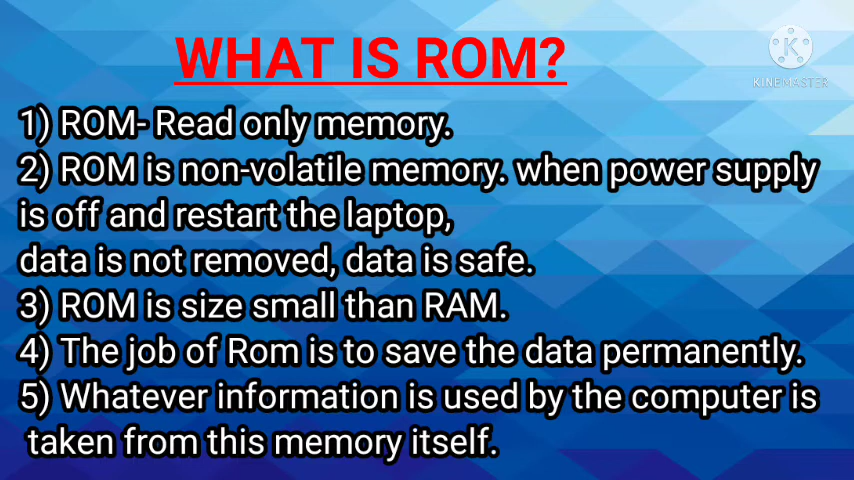 WHAT IS ROM?
KINEMASTER
1) ROM- Read only memory.
2) ROM is non-volatile memory. when power supply
is off and restart the laptop,
data is not removed, data is safe.
3) ROM is size small than RAM.
4) The job of Rom is to save the data permanently.
5) Whatever information is used by the computer is
taken from this memory itself.